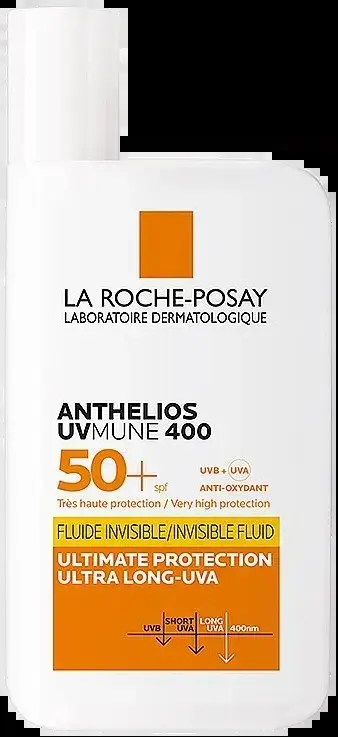 LA ROCHE-POSAY
LABORATOIRE DERMATOLOGIQUE
ANTHELIOS
UVMUNE 400
50+ spf
UVB + UVA
ANTI-OXYDANT
Très haute protection / Very high protection
FLUIDE INVISIBLE/INVISIBLE FLUID
ULTIMATE PROTECTION
ULTRA LONG-UVA
UVB SHORT UVA LONG UVA 400nm